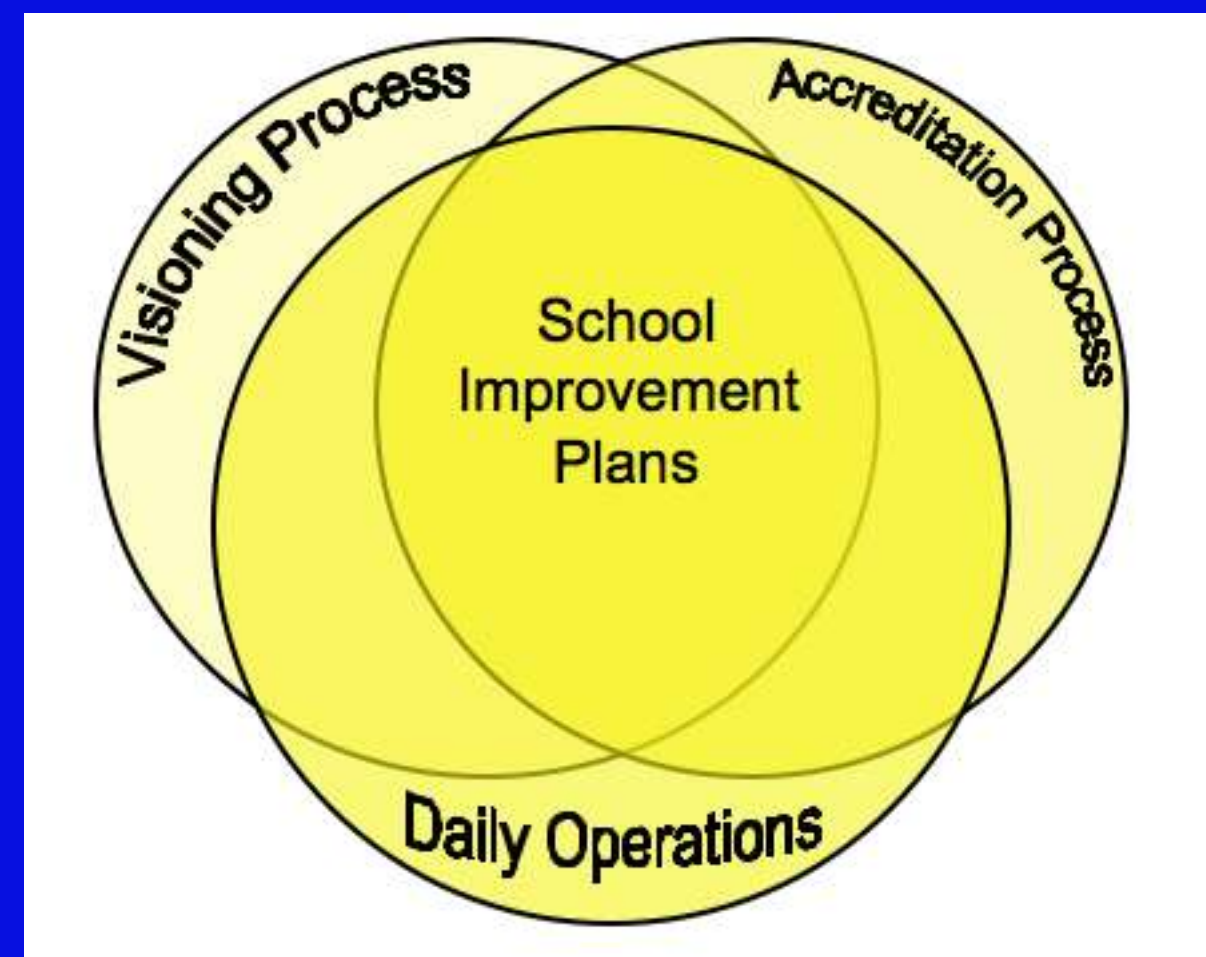 Visioning Process
Accreditation Process
School
Improvement
Plans
Daily Operations